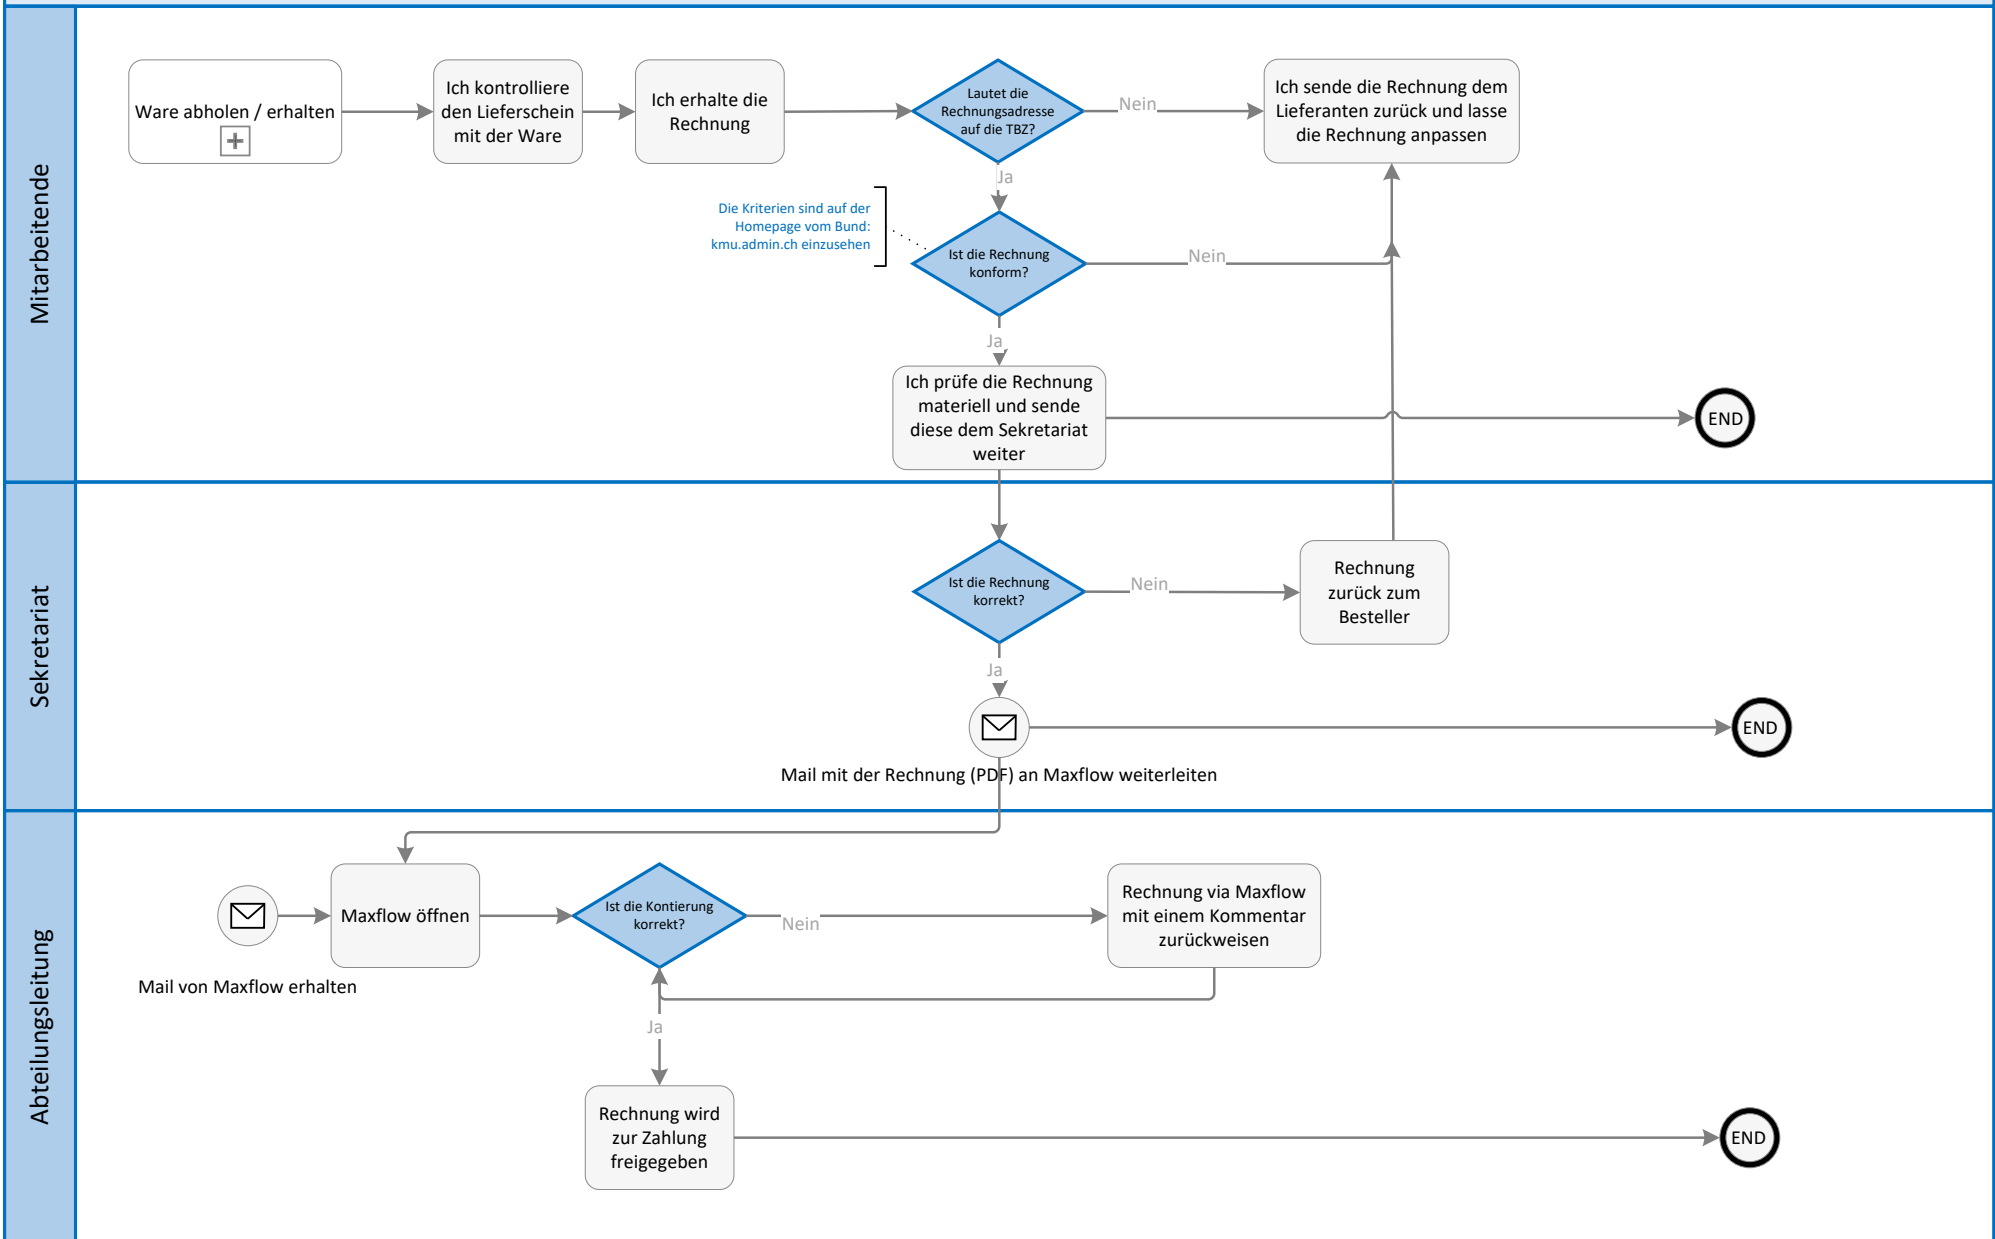 Mitarbeitende
Ware abholen / erhalten
Ich kontrolliere
den Lieferschein
mit der Ware
Ich erhalte die
Rechnung
Lautet die
Rechnungsadresse
auf die TBZ?
Nein
Ich sende die Rechnung dem
Lieferanten zurück und lasse
die Rechnung anpassen
Ja
Die Kriterien sind auf der
Homepage vom Bund:
kmu.admin.ch einzusehen
Ist die Rechnung
konform?
Nein
Ja
Ich prüfe die Rechnung
materiell und sende
diese dem Sekretariat
weiter
END
Sekretariat
Ist die Rechnung
korrekt?
Nein
Rechnung
zurück zum
Besteller
Ja
END
Mail mit der Rechnung (PDF) an Maxflow weiterleiten
Abteilungsleitung
Mail von Maxflow erhalten
Maxflow öffnen
Ist die Kontierung
korrekt?
Nein
Rechnung via Maxflow
mit einem Kommentar
zurückweisen
Ja
Rechnung wird
zur Zahlung
freigegeben
END